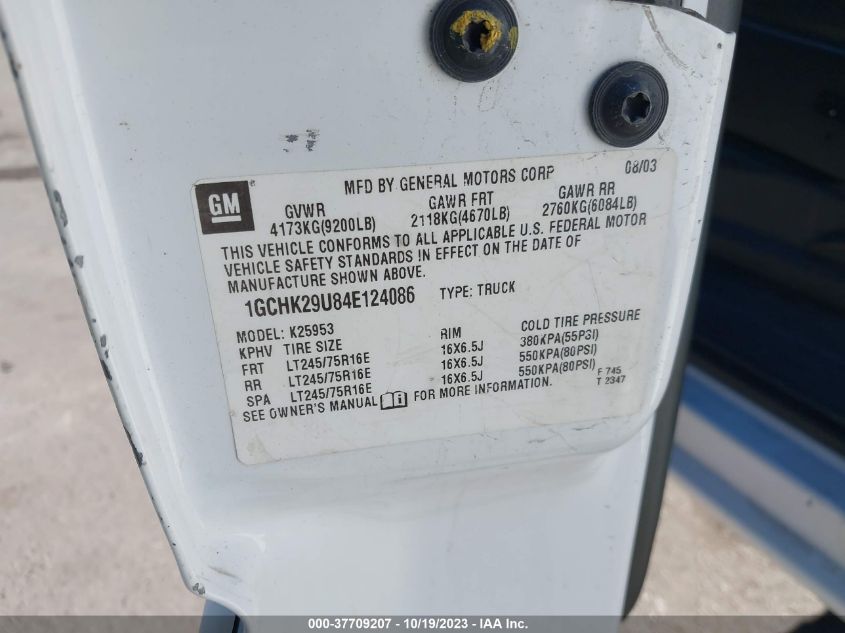 GM
MFD BY GENERAL MOTORS CORP 08/03
GVWR GAWR FRT GAWR RR
4173KG(9200LB) 2118KG(4670LB) 2760KG(6084LB)
THIS VEHICLE CONFORMS TO ALL APPLICABLE U.S. FEDERAL MOTOR
VEHICLE SAFETY STANDARDS IN EFFECT ON THE DATE OF
MANUFACTURE SHOWN ABOVE.
1GCHK29U84E124086 TYPE: TRUCK
MODEL: K25953
KPHV TIRE SIZE RIM COLD TIRE PRESSURE
FRT LT245/75R16E 16X6.5J 380KPA(55PSI)
RR LT245/75R16E 16X6.5J 550KPA(80PSI)
SPA LT245/75R16E 16X6.5J 550KPA(80PSI)
SEE OWNER'S MANUAL FOR MORE INFORMATION.
F 745
T 2347
000-37709207 - 10/19/2023 - IAA Inc.